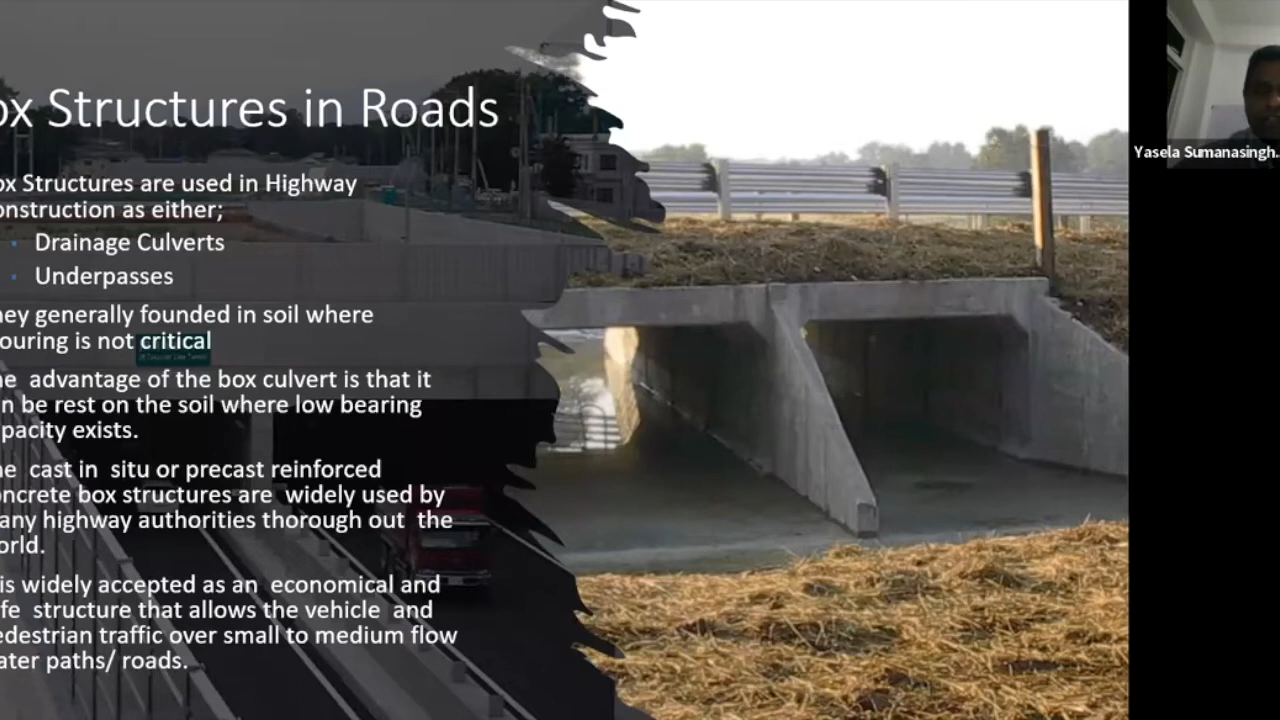 ox Structures in Roads
ox Structures are used in Highway
onstruction as either;
Drainage Culverts
Underpasses
ney generally founded in soil where
ouring is not critical
ne advantage of the box culvert is that it
n be rest on the soil where low bearing
pacity exists.
ne cast in situ or precast reinforced
oncrete box structures are widely used by
any highway authorities thorough out the
orld.
is widely accepted as an economical and
fe structure that allows the vehicle and
edestrian traffic over small to medium flow
ater paths/ roads.
Yasela Sumanasingh..